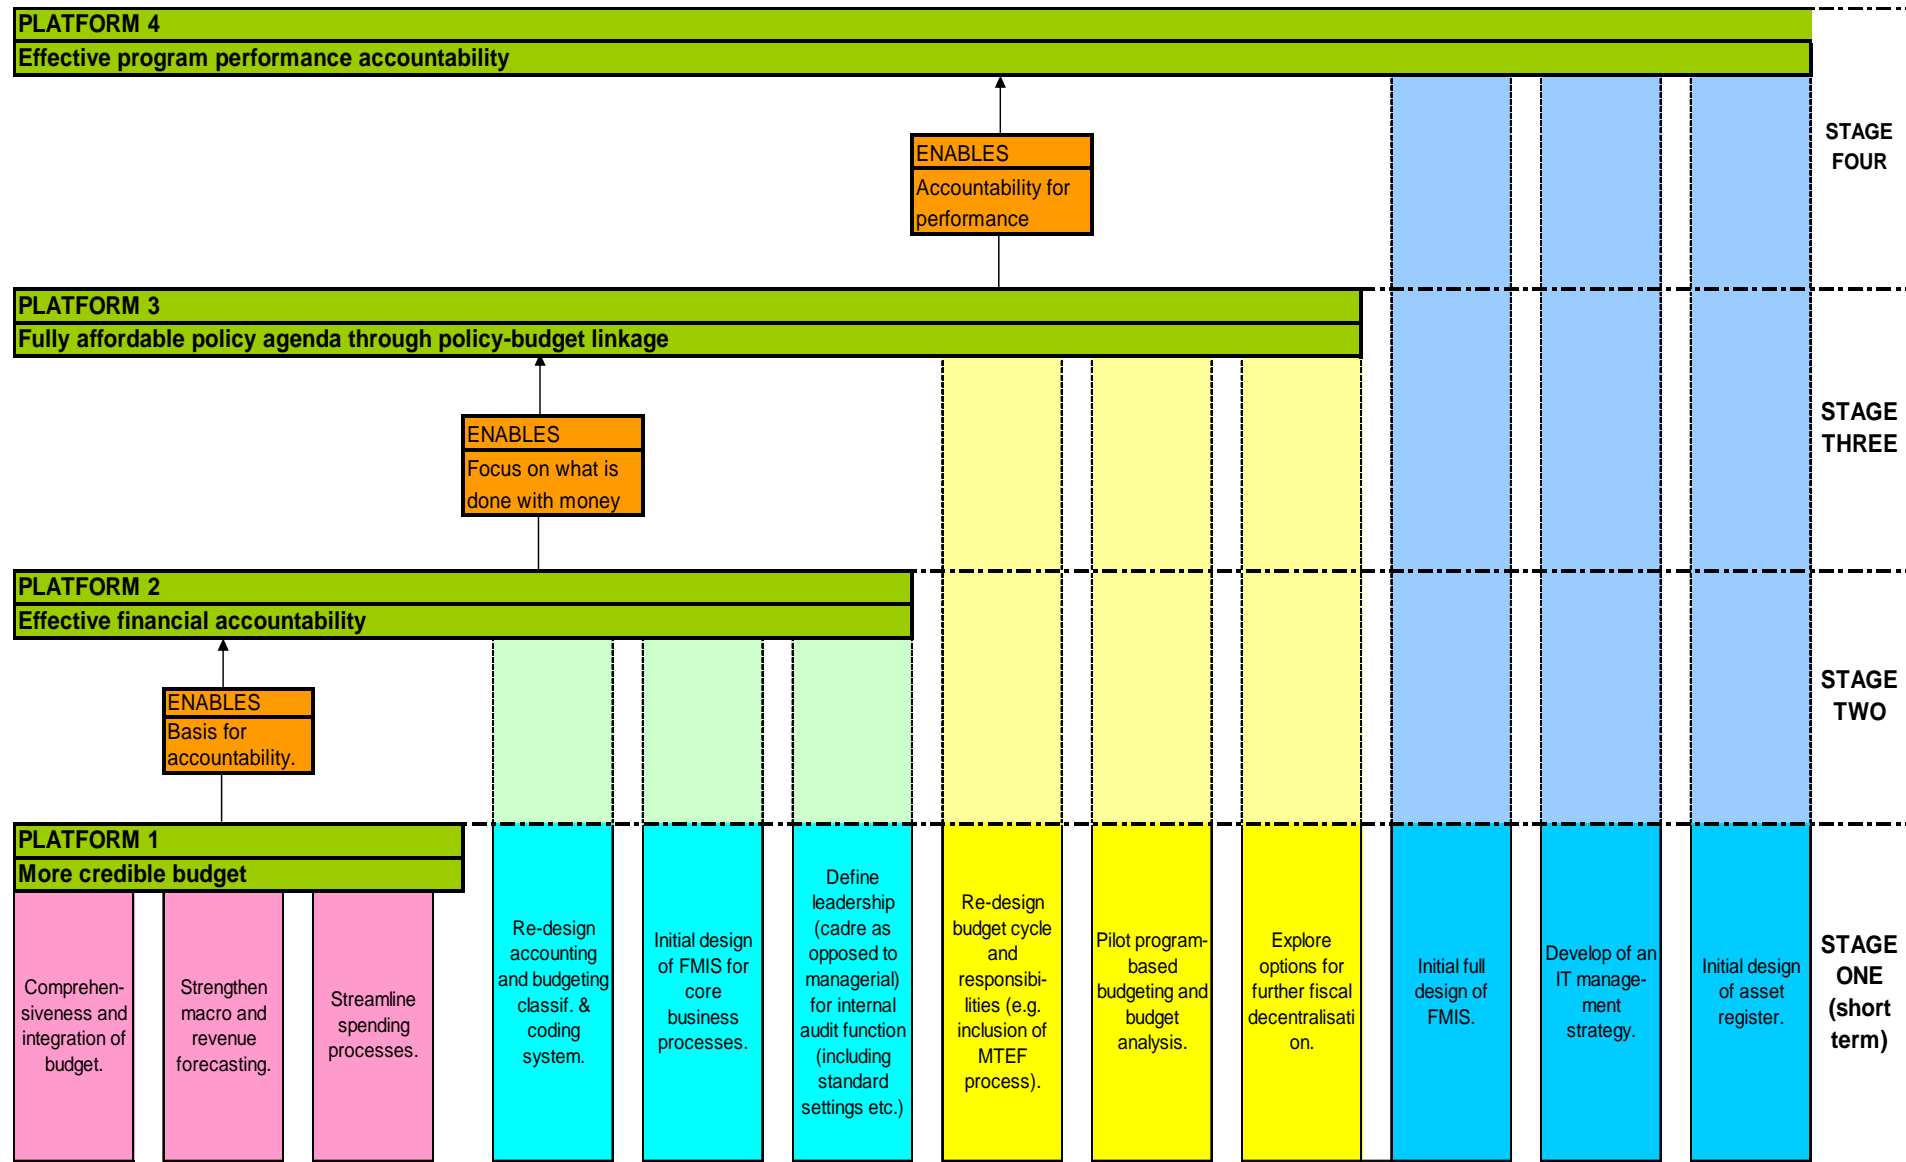 PLATFORM 4
Effective program performance accountability
STAGE
FOUR
ENABLES
Accountability for
performance
PLATFORM 3
Fully affordable policy agenda through policy-budget linkage
STAGE
THREE
ENABLES
Focus on what is
done with money
PLATFORM 2
Effective financial accountability
STAGE
TWO
ENABLES
Basis for
accountability.
PLATFORM 1
More credible budget
Comprehen-
siveness and
integration of
budget.
Strengthen
macro and
revenue
forecasting.
Streamline
spending
processes.
Re-design
accounting
and budgeting
classif. &
coding
system.
Initial design
of FMIS for
core
business
processes.
Define
leadership
(cadre as
opposed to
managerial)
for internal
audit function
(including
standard
settings etc.)
Re-design
budget cycle
and
responsibi-
lities (e.g.
inclusion of
MTEF
process).
Pilot program-
based
budgeting and
budget
analysis.
Explore
options for
further fiscal
decentralisati
on.
Initial full
design of
FMIS.
Develop of an
IT manage-
ment
strategy.
Initial design
of asset
register.
STAGE
ONE
(short
term)